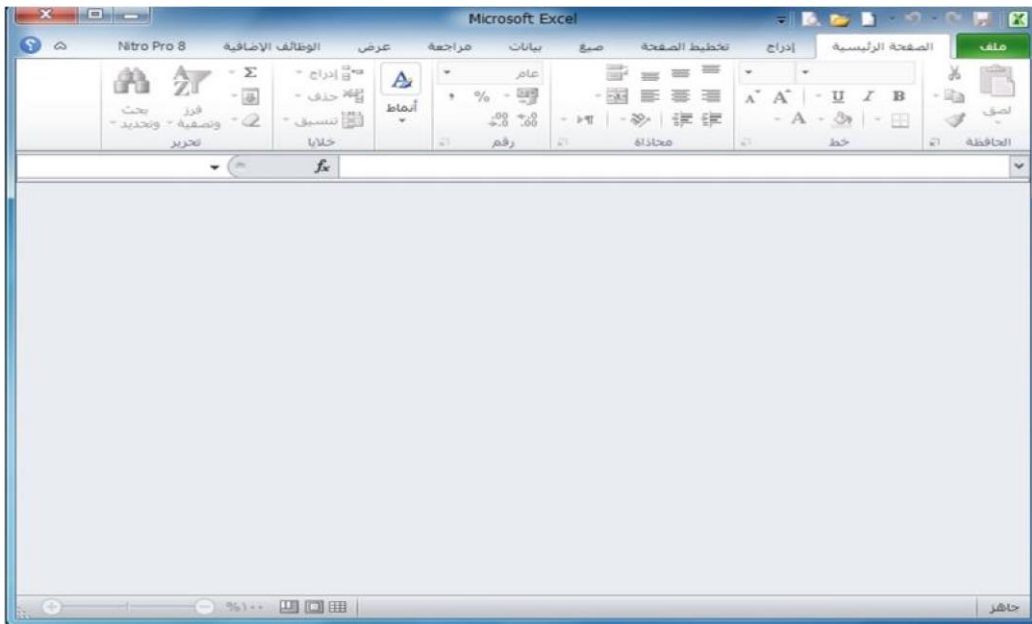 Microsoft Excel
ملف الصفحة الرئيسية إدراج تخطيط الصفحة صيغ بيانات مراجعة عرض الوظائف الإضافية Nitro Pro 8
لصق
B I U
A A
A
عام
%
أنماط
إدراج
حذف
تنسيق
Σ
فرز وتصفية
بحث وتحديد
الحافظة خط محاذاة رقم خلايا تحرير
fx
جاهز
%١٠٠